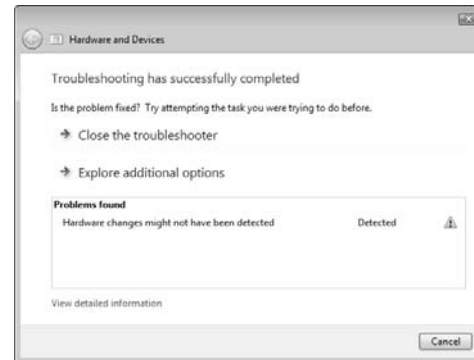 Hardware and Devices
Troubleshooting has successfully completed
Is the problem fixed? Try attempting the task you were trying to do before.
Close the troubleshooter
Explore additional options
Problems found
Hardware changes might not have been detected Detected
View detailed information
Cancel